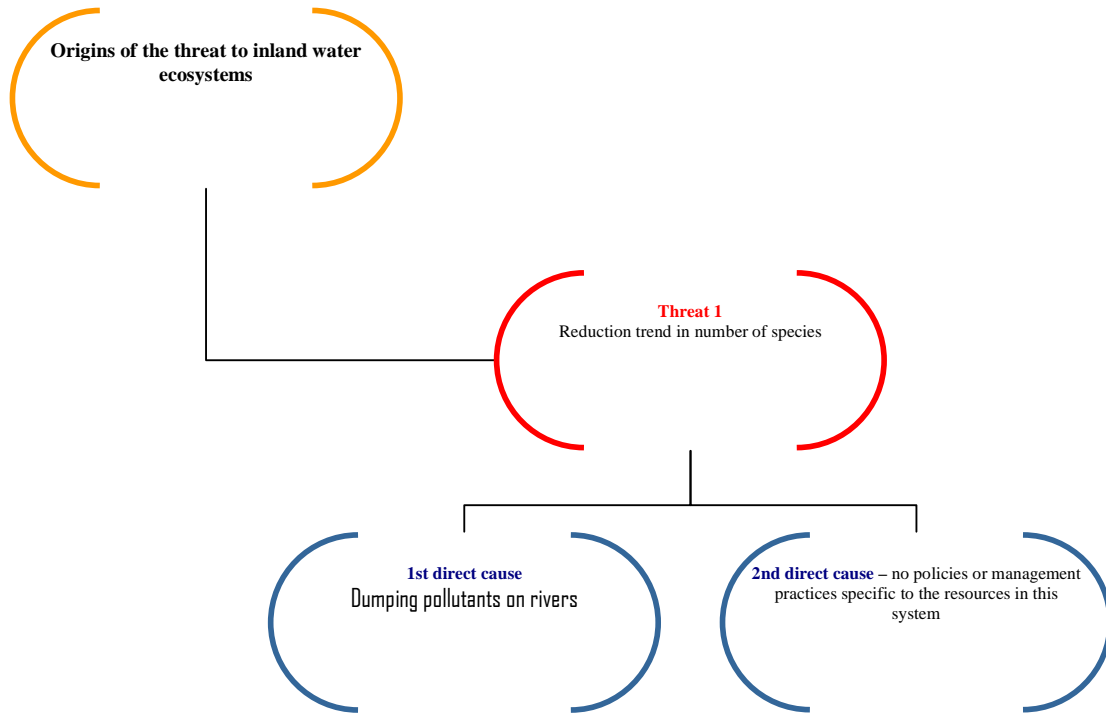 Origins of the threat to inland water
ecosystems
Threat 1
Reduction trend in number of species
1st direct cause
Dumping pollutants on rivers
2nd direct cause – no policies or management
practices specific to the resources in this
system